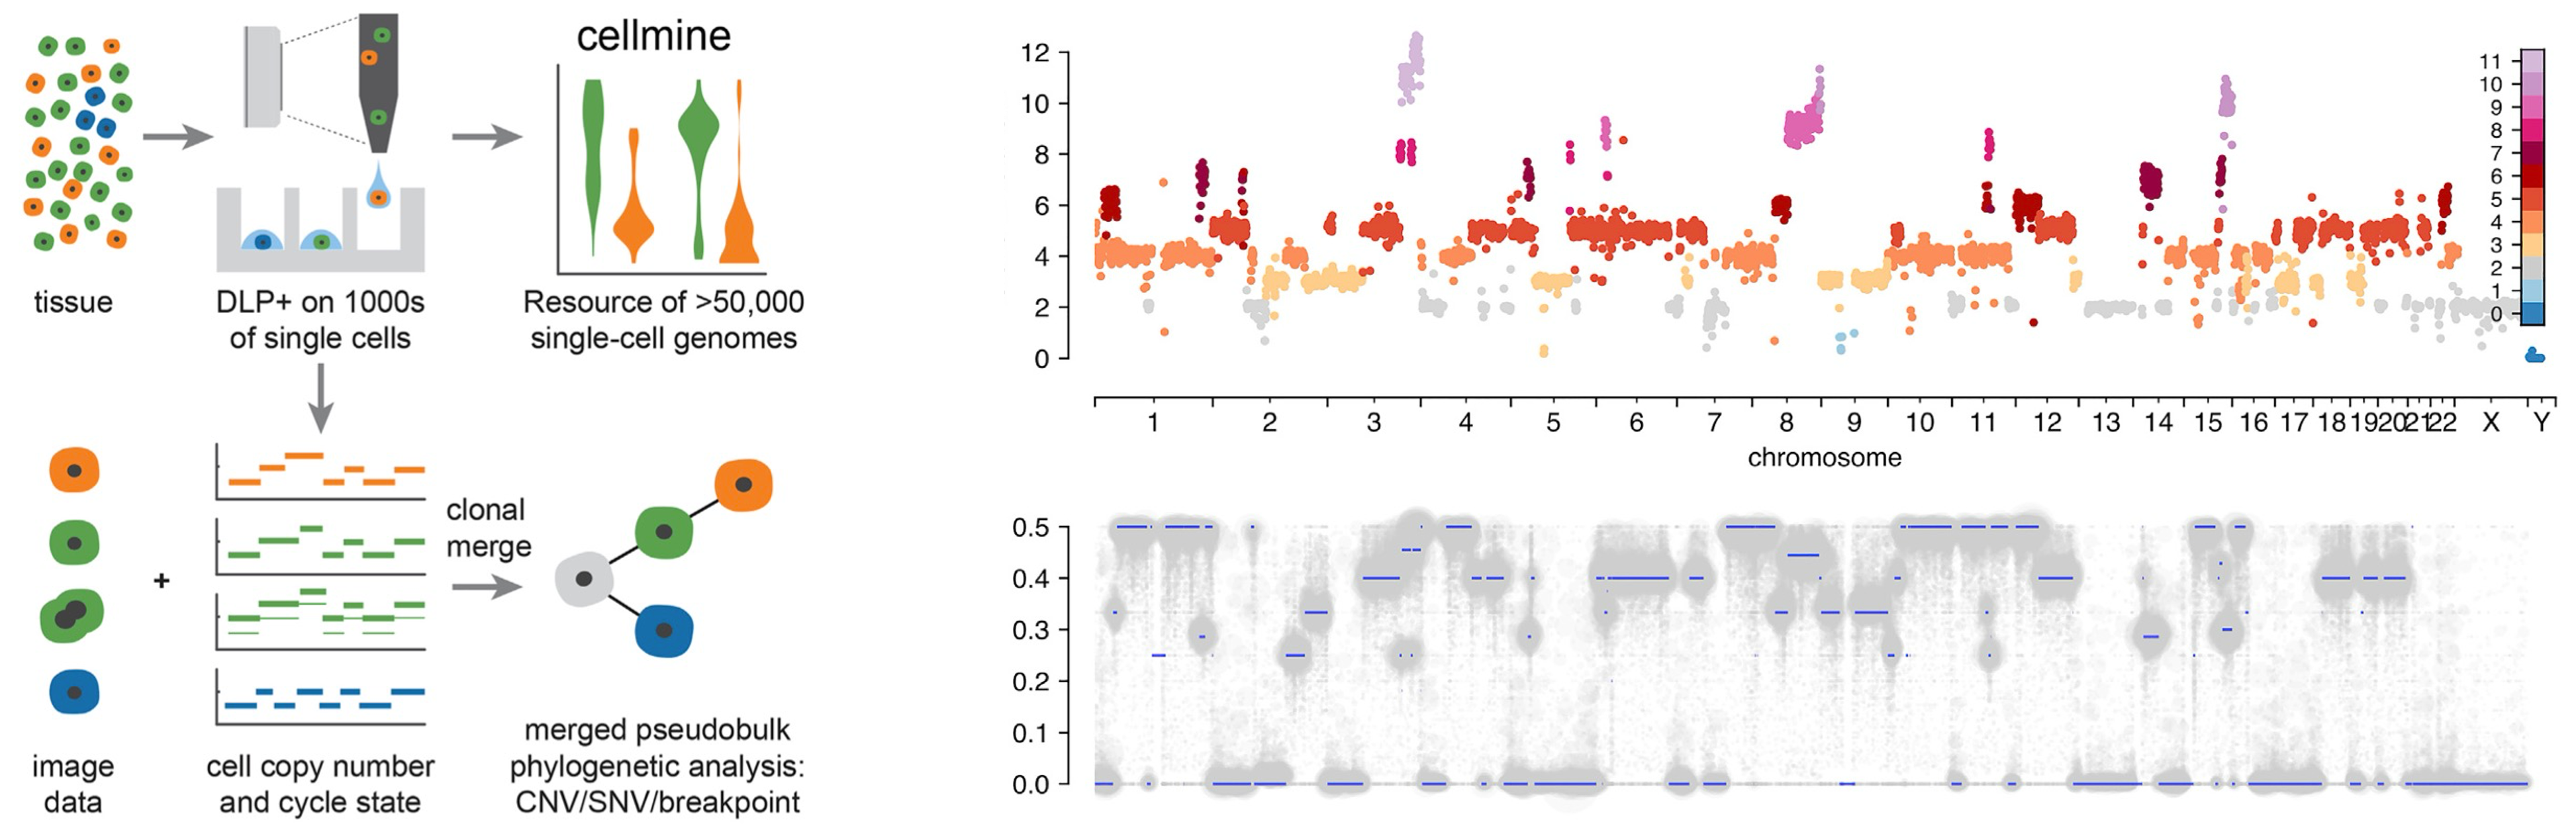 cellmine
tissue
DLP+ on 1000s
of single cells
Resource of >50,000
single-cell genomes
+
clonal
merge
image
data
cell copy number
and cycle state
merged pseudobulk
phylogenetic analysis:
CNV/SNV/breakpoint
12
10
8
6
4
2
0
11
10
9
8
7
6
5
4
3
2
1
0
1 2 3 4 5 6 7 8 9 10 11 12 13 14 15 16 17 18 19 20 21 22 X Y
chromosome
0.5
0.4
0.3
0.2
0.1
0.0